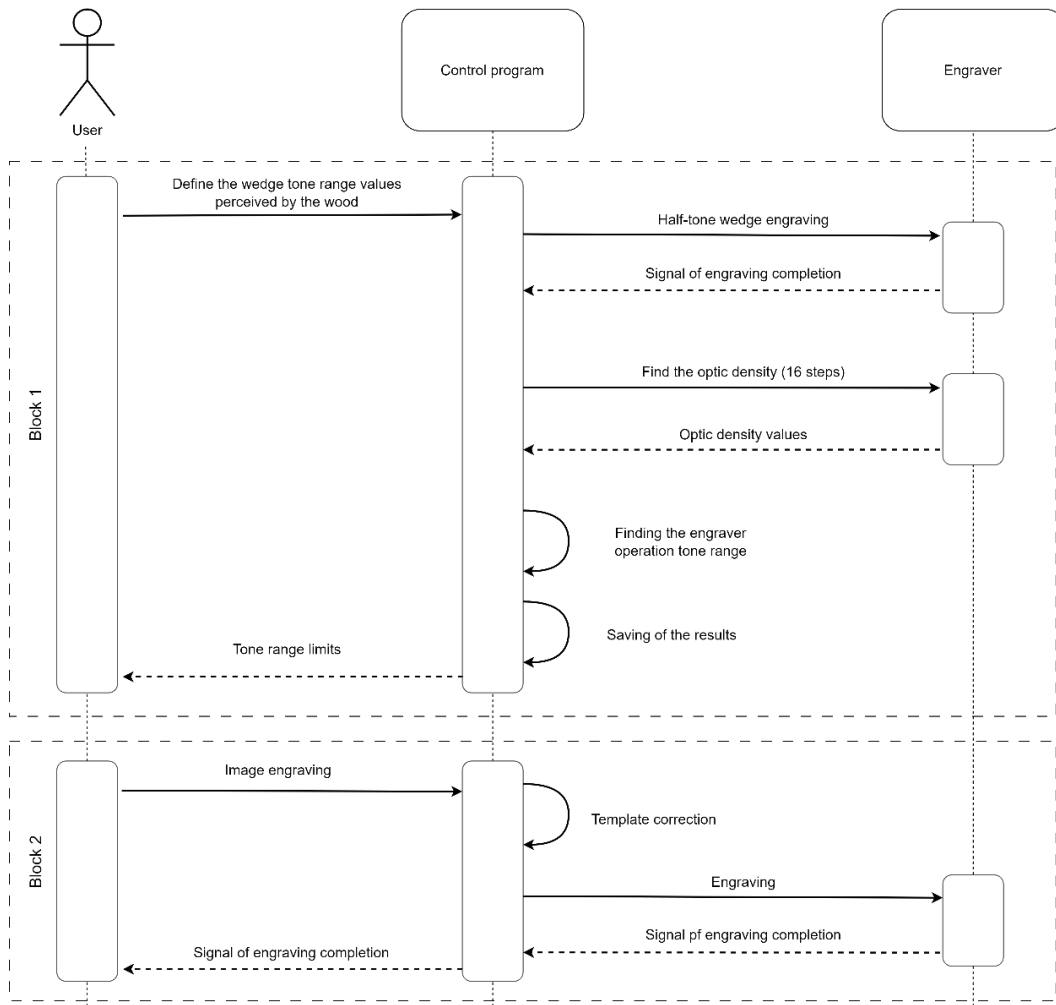 User
Control program
Engraver
Block 1
Define the wedge tone range values
perceived by the wood
Half-tone wedge engraving
Signal of engraving completion
Find the optic density (16 steps)
Optic density values
Finding the engraver
operation tone range
Saving of the results
Tone range limits
Block 2
Image engraving
Template correction
Engraving
Signal pf engraving completion
Signal of engraving completion